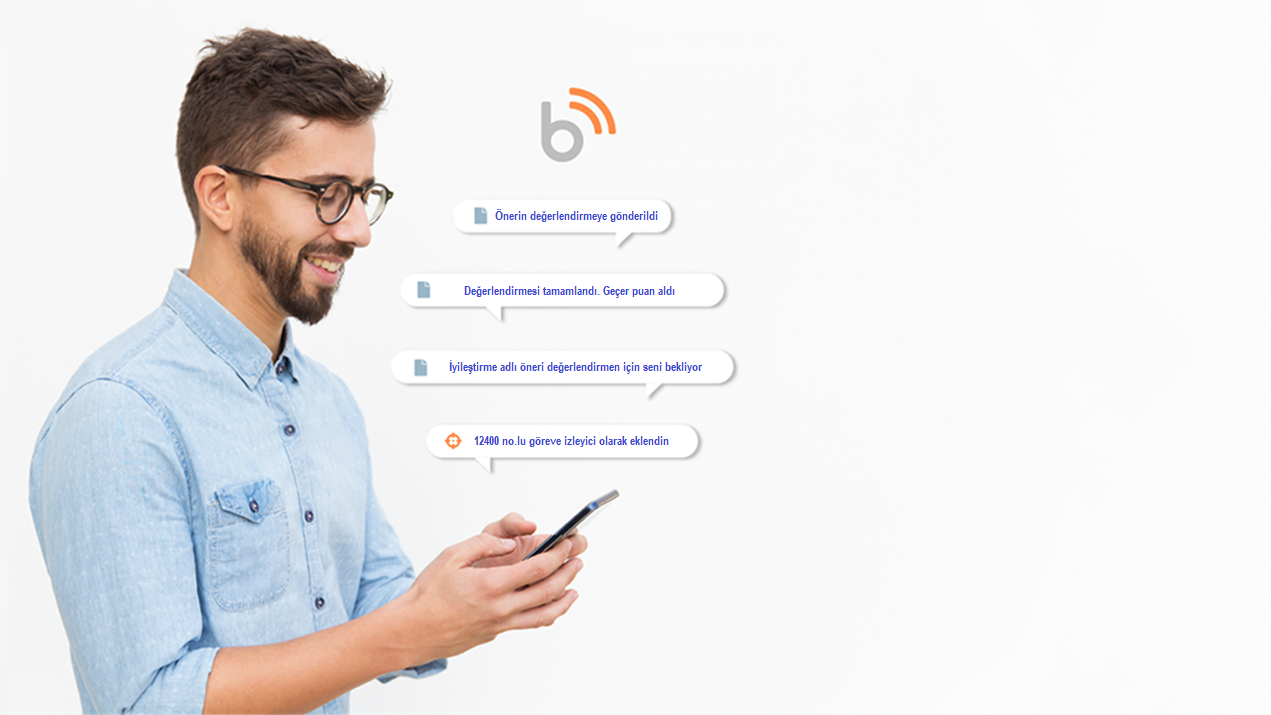 b
Önerin değerlendirmeye gönderildi
Değerlendirmesi tamamlandı. Geçer puan aldı
İyileştirme adlı öneri değerlendirmen için seni bekliyor
12400 no.lu göreve izleyici olarak eklendin